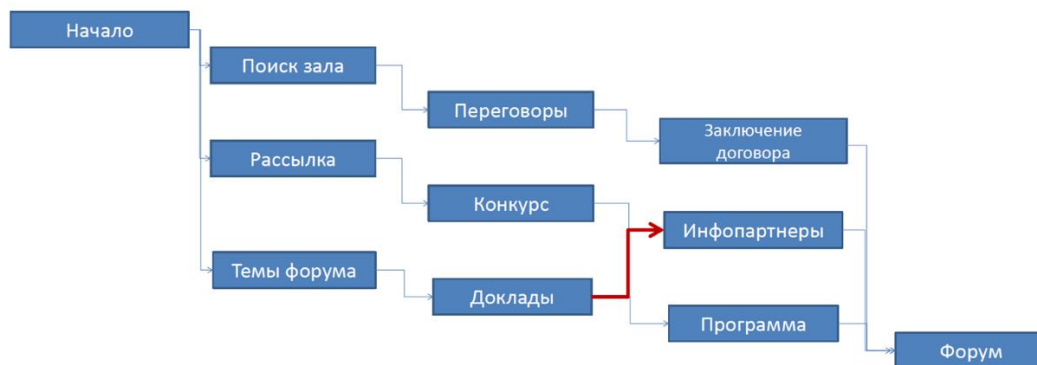 Начало
Поиск зала
Переговоры
Заключение
договора
Рассылка
Конкурс
Инфопартнеры
Темы форума
Доклады
Программа
Форум